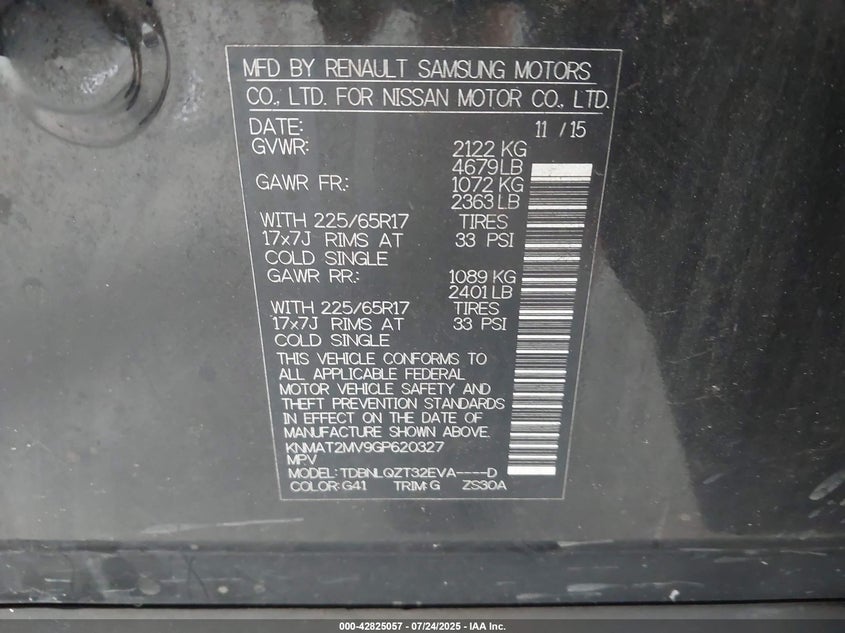 MFD BY RENAULT SAMSUNG MOTORS
CO., LTD. FOR NISSAN MOTOR CO., LTD.
DATE: 11 / 15
GVWR: 2122 KG
4679 LB
GAWR FR.: 1072 KG
2363 LB
WITH 225/65R17 TIRES
17x7J RIMS AT 33 PSI
COLD SINGLE
GAWR RR.: 1089 KG
2401 LB
WITH 225/65R17 TIRES
17x7J RIMS AT 33 PSI
COLD SINGLE
THIS VEHICLE CONFORMS TO
ALL APPLICABLE FEDERAL
MOTOR VEHICLE SAFETY AND
THEFT PREVENTION STANDARDS
IN EFFECT ON THE DATE OF
MANUFACTURE SHOWN ABOVE.
KNMAT2MV9GP620327
MPV
MODEL: TDBNLQZT32EVA----D
COLOR: G41 TRIM: G ZS30A
000-42825057 - 07/24/2025 - IAA Inc.